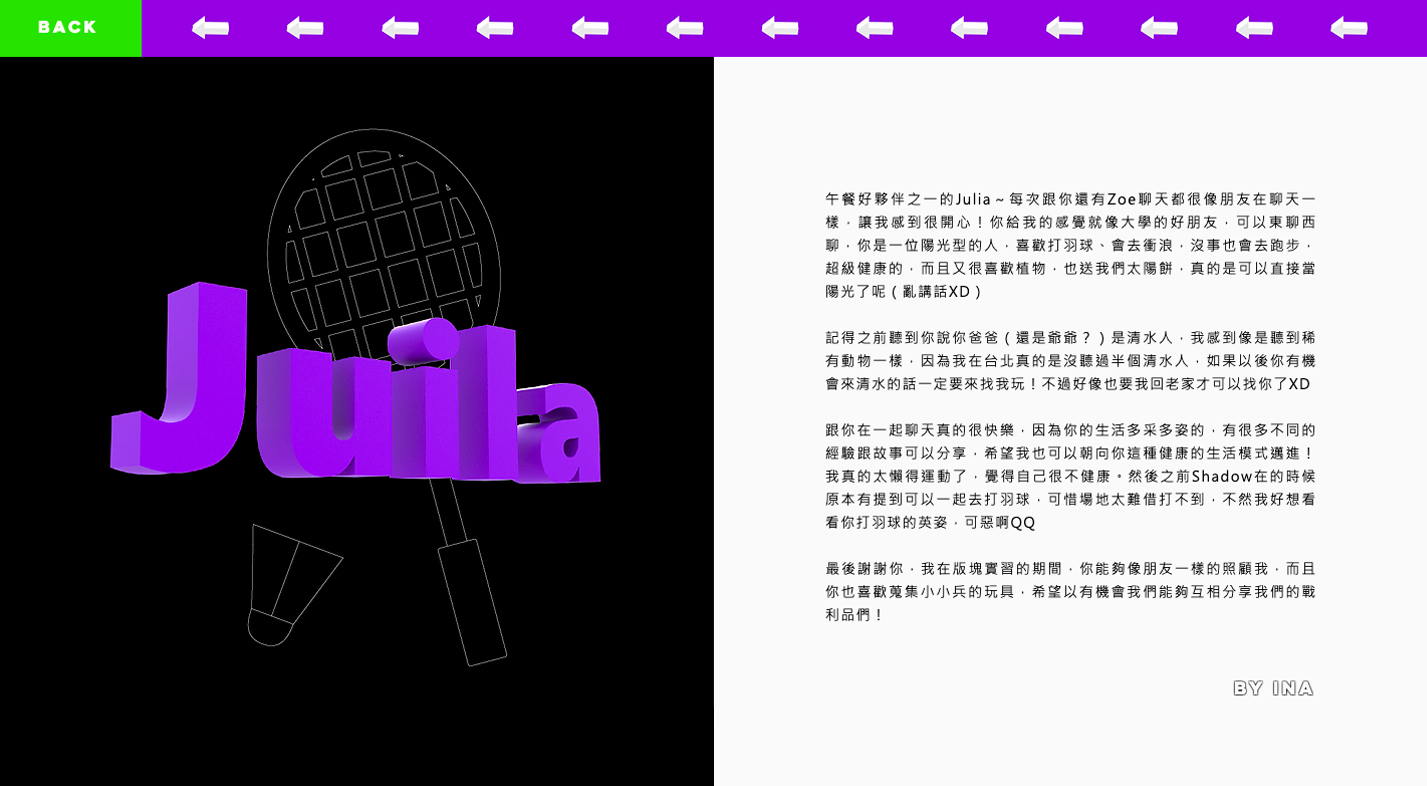 BACK
Juila
午餐好夥伴之一的Julia～每次跟你還有Zoe聊天都很像朋友在聊天一
樣，讓我感到很開心！你給我的感覺就像大學的好朋友，可以東聊西
聊，你是一位陽光型的人，喜歡打羽球、會去衝浪，沒事也會去跑步，
超級健康的，而且又很喜歡植物，也送我們太陽餅，真的是可以直接當
陽光了呢（亂講話XD）
記得之前聽到你說你爸爸（還是爺爺？）是清水人，我感到像是聽到稀
有動物一樣，因為我在台北真的是沒聽過半個清水人，如果以後你有機
會來清水的話一定要來找我玩！不過好像也要我回老家才可以找你了XD
跟你在一起聊天真的很快樂，因為你的生活多采多姿的，有很多不同的
經驗跟故事可以分享，希望我也可以朝向你這種健康的生活模式邁進！
我真的太懶得運動了，覺得自己很不健康。然後之前Shadow在的時候
原本有提到可以一起去打羽球，可惜場地太難借打不到，不然我好想看
看你打羽球的英姿，可惡啊QQ
最後謝謝你，我在版塊實習的期間，你能夠像朋友一樣的照顧我，而且
你也喜歡蒐集小小兵的玩具，希望以有機會我們能夠互相分享我們的戰
利品們！
BY INA